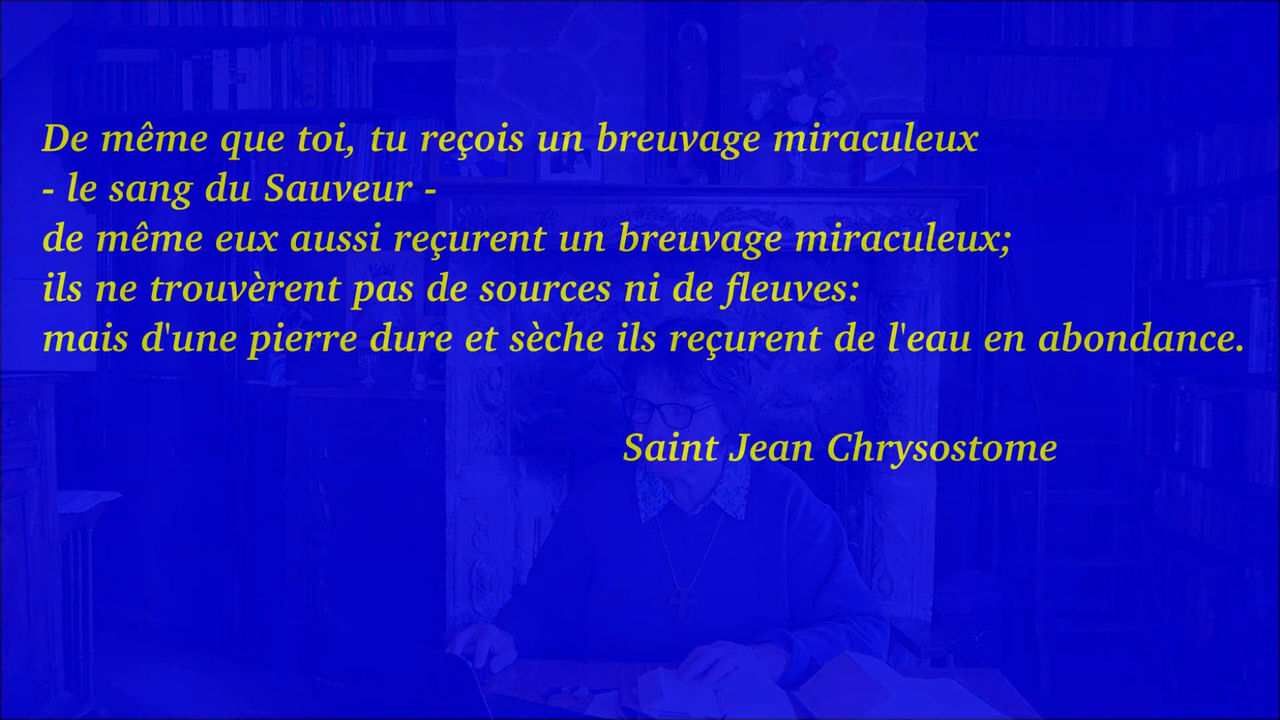 De même que toi, tu reçois un breuvage miraculeux
- le sang du Sauveur -
de même eux aussi reçurent un breuvage miraculeux;
ils ne trouvèrent pas de sources ni de fleuves:
mais d'une pierre dure et sèche ils reçurent de l'eau en abondance.
Saint Jean Chrysostome